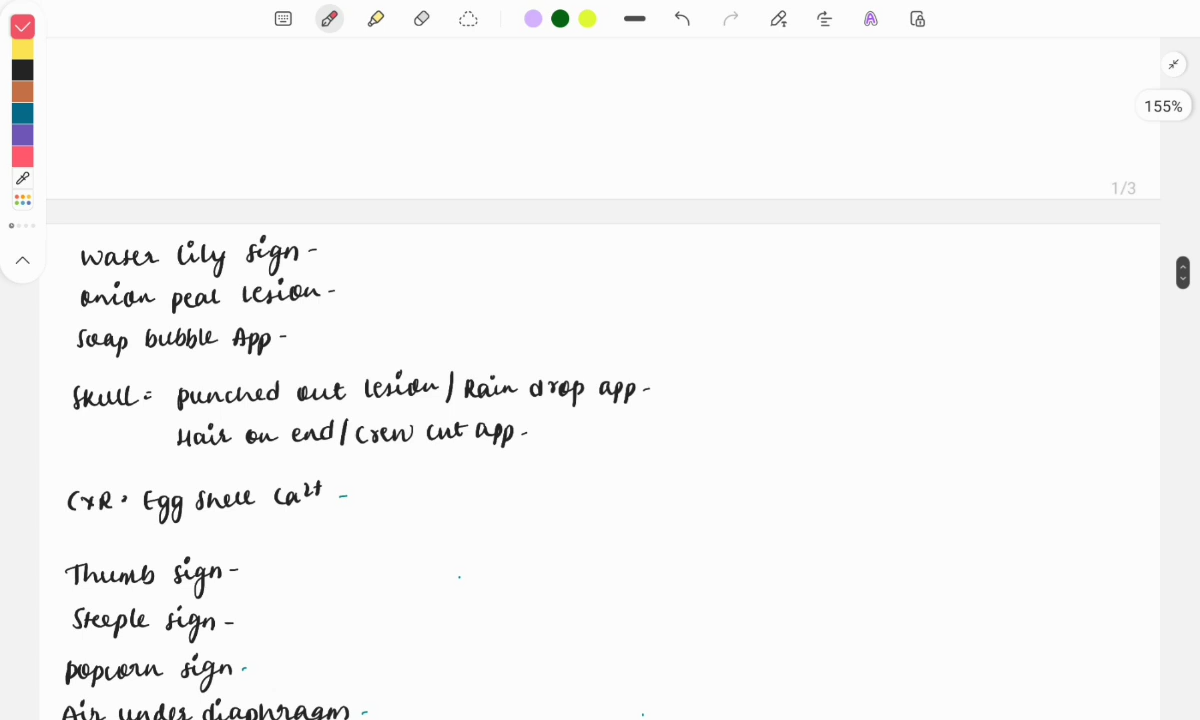 155%
1/3
water lily sign -
onion peal lesion -
Soap bubble App -
Skull = punched out lesion / Rain drop app -
Hair on end / Crew cut app -
CXR • Egg shell Ca2+ -
Thumb sign -
Steeple sign -
popcorn sign -
Air under diaphragm -